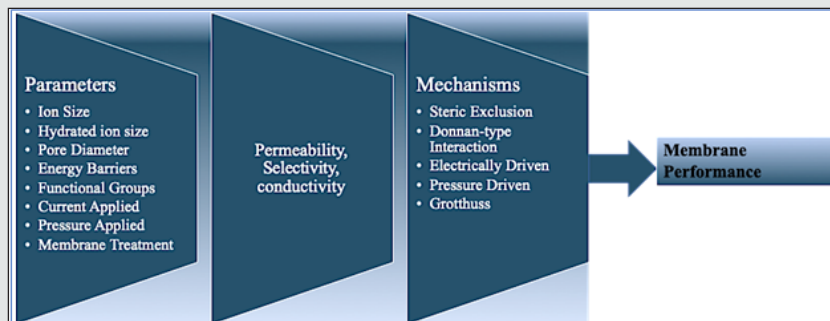 Parameters
• Ion Size
• Hydrated ion size
• Pore Diameter
• Energy Barriers
• Functional Groups
• Current Applied
• Pressure Applied
• Membrane Treatment
Permeability,
Selectivity,
conductivity
Mechanisms
• Steric Exclusion
• Donnan-type
Interaction
• Electrically Driven
• Pressure Driven
• Grotthuss
Membrane
Performance